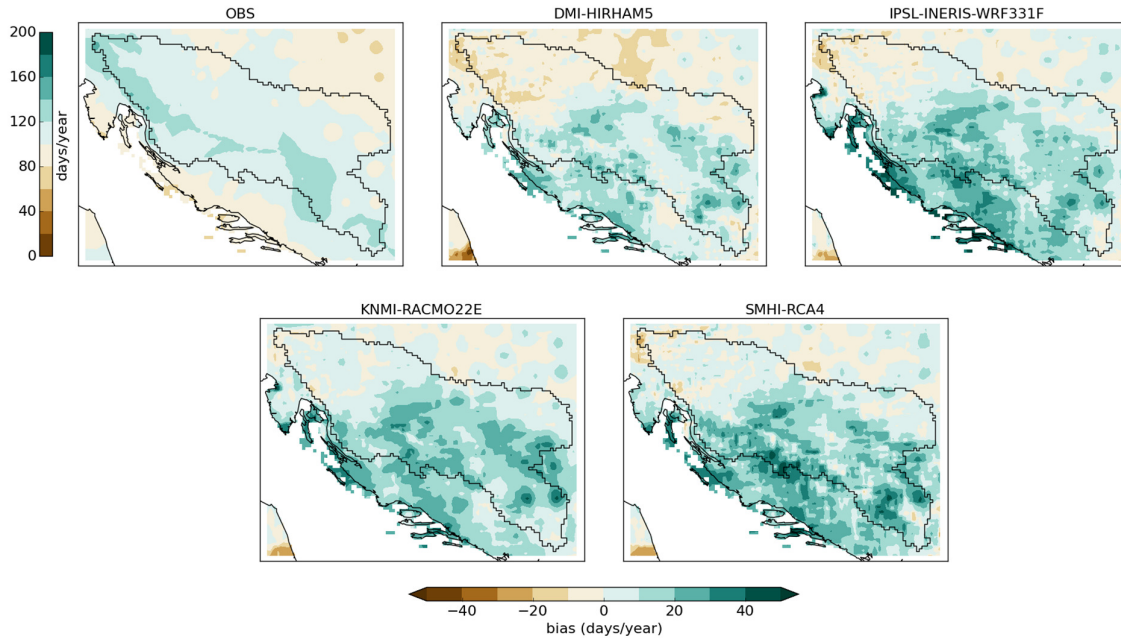 OBS
DMI-HIRHAM5
IPSL-INERIS-WRF331F
200
160
120
80
40
0
days/year
KNMI-RACMO22E
SMHI-RCA4
−40 −20 0 20 40
bias (days/year)